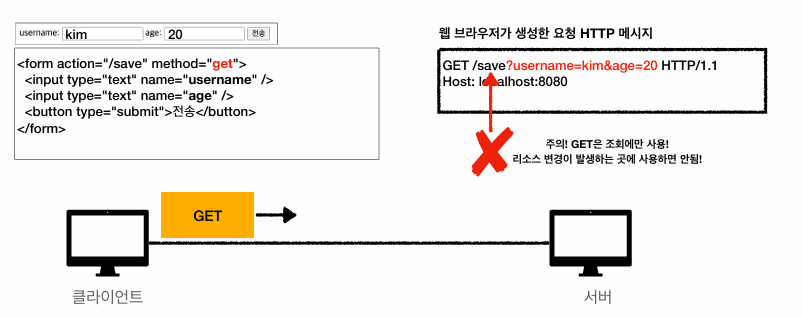 username: kim age: 20 전송
<form action="/save" method="get">
<input type="text" name="username" />
<input type="text" name="age" />
<button type="submit">전송</button>
</form>
웹 브라우저가 생성한 요청 HTTP 메시지
GET /save?username=kim&age=20 HTTP/1.1
Host: localhost:8080
주의! GET은 조회에만 사용!
리소스 변경이 발생하는 곳에 사용하면 안됨!
GET
클라이언트
서버